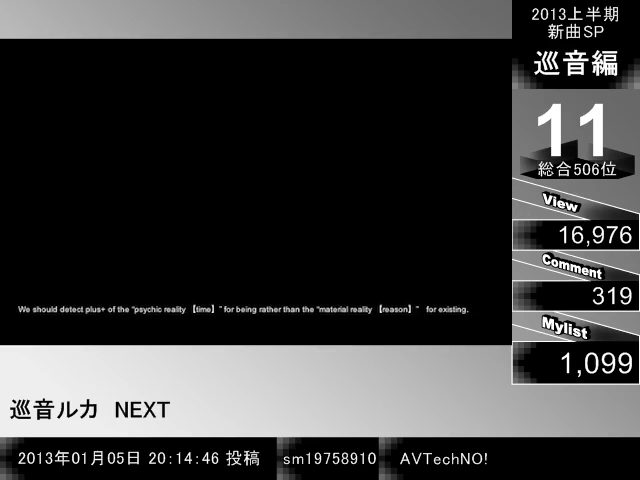 2013上半期
新曲SP
巡音編
11
総合506位
View
16,976
Comment
319
Mylist
1,099
We should detect plus+ of the "psychic reality 【time】" for being rather than the "material reality 【reason】" for existing.
巡音ルカ NEXT
2013年01月05日 20:14:46 投稿 sm19758910 AVTechNO!